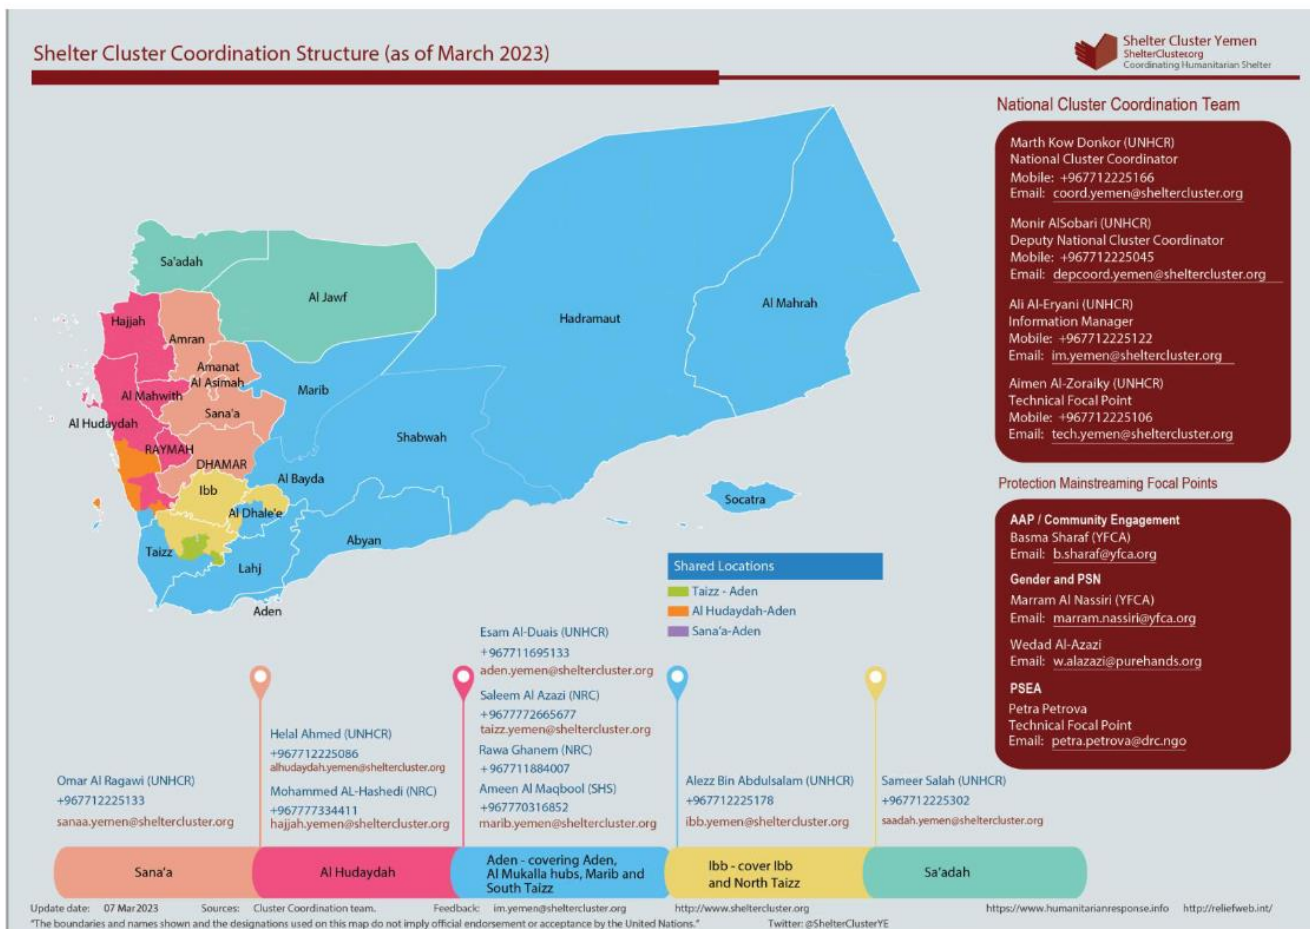 Shelter Cluster Coordination Structure (as of March 2023)
Shelter Cluster Yemen
ShelterCluster.org
Coordinating Humanitarian Shelter
National Cluster Coordination Team
Marth Kow Donkor (UNHCR)
National Cluster Coordinator
Mobile: +967712225166
Email: coord.yemen@sheltercluster.org
Monir AlSobari (UNHCR)
Deputy National Cluster Coordinator
Mobile: +967712225045
Email: depcoord.yemen@sheltercluster.org
Ali Al-Eryani (UNHCR)
Information Manager
Mobile: +967712225122
Email: im.yemen@sheltercluster.org
Aimen Al-Zoraiky (UNHCR)
Technical Focal Point
Mobile: +967712225106
Email: tech.yemen@sheltercluster.org
Protection Mainstreaming Focal Points
AAP / Community Engagement
Basma Sharaf (YFCA)
Email: b.sharaf@yfca.org
Gender and PSN
Marram Al Nassiri (YFCA)
Email: marram.nassiri@yfca.org
Wedad Al-Azazi
Email: w.alazazi@purehands.org
PSEA
Petra Petrova
Technical Focal Point
Email: petra.petrova@drc.ngo
Sa'adah
Al Jawf
Hajjah
Amran
Amanat
Al Asimah
Al Mahwith
Sana'a
Al Hudaydah
RAYMAH
DHAMAR
Marib
Hadramaut
Al Mahrah
Shabwah
Al Bayda
Ibb
Al Dhale'e
Taizz
Lahj
Abyan
Aden
Socatra
Shared Locations
Taizz - Aden
Al Hudaydah-Aden
Sana'a-Aden
Omar Al Ragawi (UNHCR)
+967712225133
sanaa.yemen@sheltercluster.org
Helal Ahmed (UNHCR)
+967712225086
alhudaydah.yemen@sheltercluster.org
Mohammed AL-Hashedi (NRC)
+967777334411
hajjah.yemen@sheltercluster.org
Esam Al-Duais (UNHCR)
+967711695133
aden.yemen@sheltercluster.org
Saleem Al Azazi (NRC)
+9677772665677
taizz.yemen@sheltercluster.org
Rawa Ghanem (NRC)
+967711884007
Ameen Al Maqbool (SHS)
+967770316852
marib.yemen@sheltercluster.org
Alezz Bin Abdulsalam (UNHCR)
+967712225178
ibb.yemen@sheltercluster.org
Sameer Salah (UNHCR)
+967712225302
saadah.yemen@sheltercluster.org
Sana'a
Al Hudaydah
Aden - covering Aden,
Al Mukalla hubs, Marib and
South Taizz
Ibb - cover Ibb
and North Taizz
Sa'adah
Update date: 07 Mar 2023 Sources: Cluster Coordination team. Feedback: im.yemen@sheltercluster.org http://www.sheltercluster.org https://www.humanitarianresponse.info http://reliefweb.int/
"The boundaries and names shown and the designations used on this map do not imply official endorsement or acceptance by the United Nations." Twitter: @ShelterClusterYE